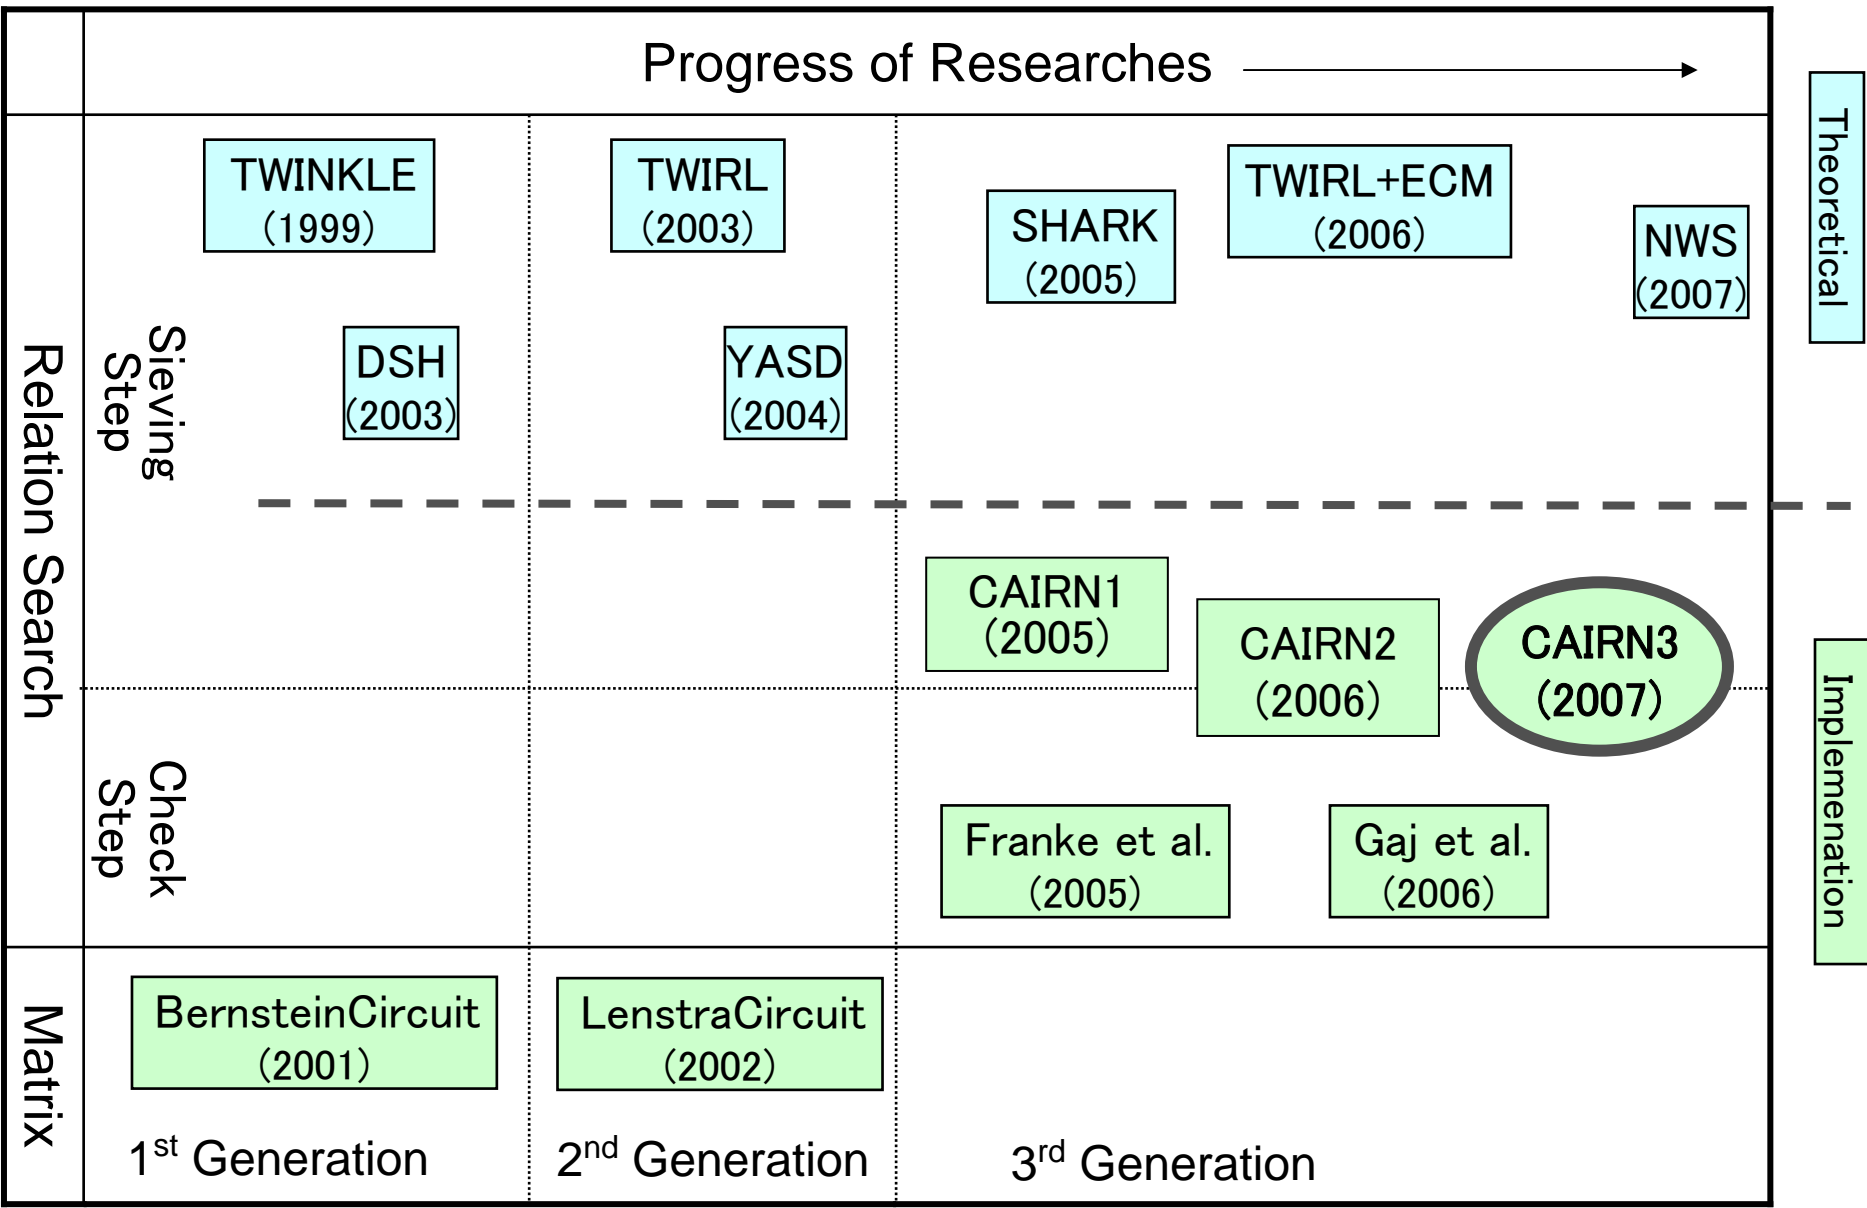 Progress of Researches
TWINKLE
(1999)
TWIRL
(2003)
SHARK
(2005)
TWIRL+ECM
(2006)
NWS
(2007)
Theoretical
Relation Search
Sieving
Step
DSH
(2003)
YASD
(2004)
CAIRN1
(2005)
CAIRN2
(2006)
CAIRN3
(2007)
Implemenation
Check
Step
Franke et al.
(2005)
Gaj et al.
(2006)
Matrix
BernsteinCircuit
(2001)
LenstraCircuit
(2002)
1st Generation
2nd Generation
3rd Generation